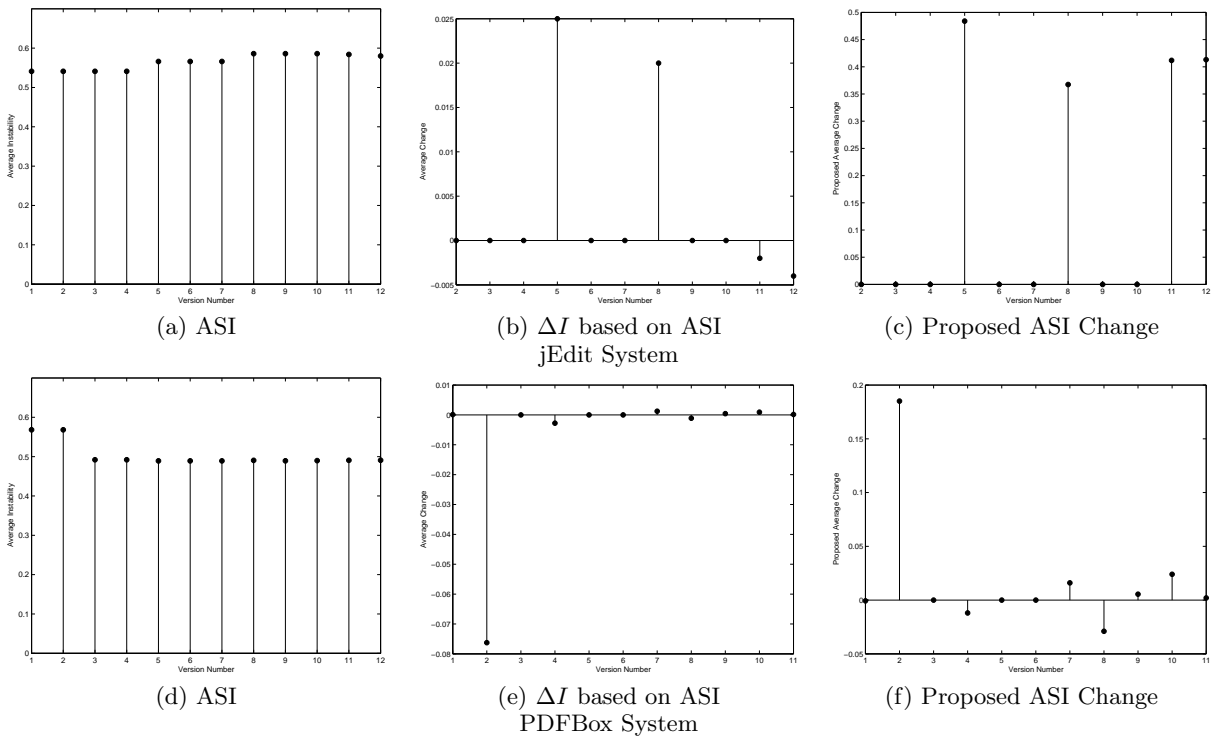 0.6
0.5
0.4
0.3
0.2
0.1
0
Average Instability
1 2 3 4 5 6 7 8 9 10 11 12
Version Number
(a) ASI
0.025
0.02
0.015
0.01
0.005
0
−0.005
Average Change
2 3 4 5 6 7 8 9 10 11 12
Version Number
(b) ΔI based on ASI
jEdit System
0.5
0.45
0.4
0.35
0.3
0.25
0.2
0.15
0.1
0.05
0
Proposed Average Change
2 3 4 5 6 7 8 9 10 11 12
Version Number
(c) Proposed ASI Change
0.6
0.5
0.4
0.3
0.2
0.1
0
Average Instability
1 2 3 4 5 6 7 8 9 10 11 12
Version Number
(d) ASI
0.01
0
−0.01
−0.02
−0.03
−0.04
−0.05
−0.06
−0.07
−0.08
Average Change
1 2 3 4 5 6 7 8 9 10 11
Version Number
(e) ΔI based on ASI
PDFBox System
0.2
0.15
0.1
0.05
0
−0.05
Proposed Average Change
1 2 3 4 5 6 7 8 9 10 11
Version Number
(f) Proposed ASI Change